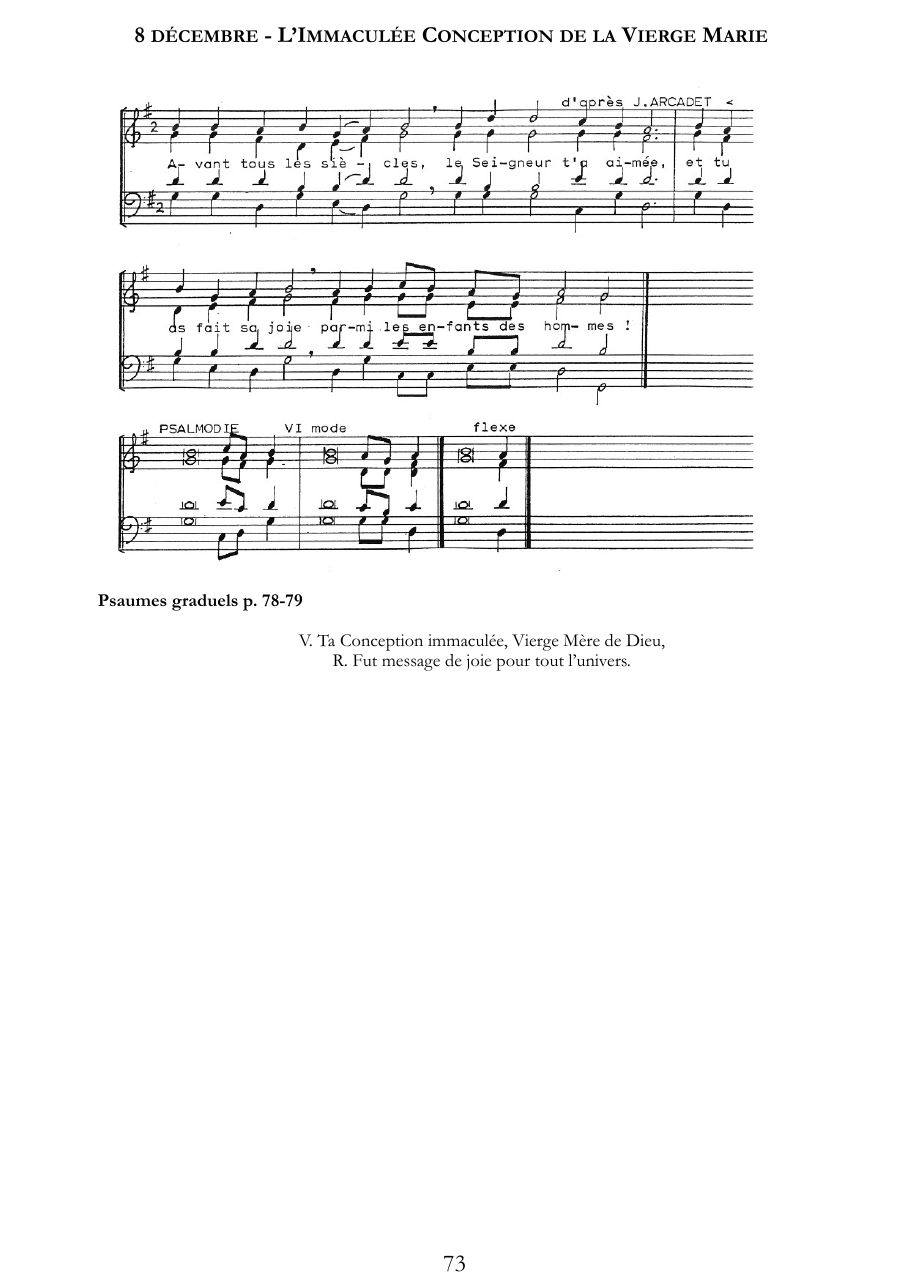 8 DÉCEMBRE - L’IMMACULÉE CONCEPTION DE LA VIERGE MARIE
d'après J.ARCADET <
2
A- vant tous les siè - cles, le Sei-gneur t'a ai-mée, et tu
2
as fait sa joie par-mi les en-fants des hom- mes !
PSALMODIE VI mode flexe
Psaumes graduels p. 78-79
V. Ta Conception immaculée, Vierge Mère de Dieu,
R. Fut message de joie pour tout l’univers.
73